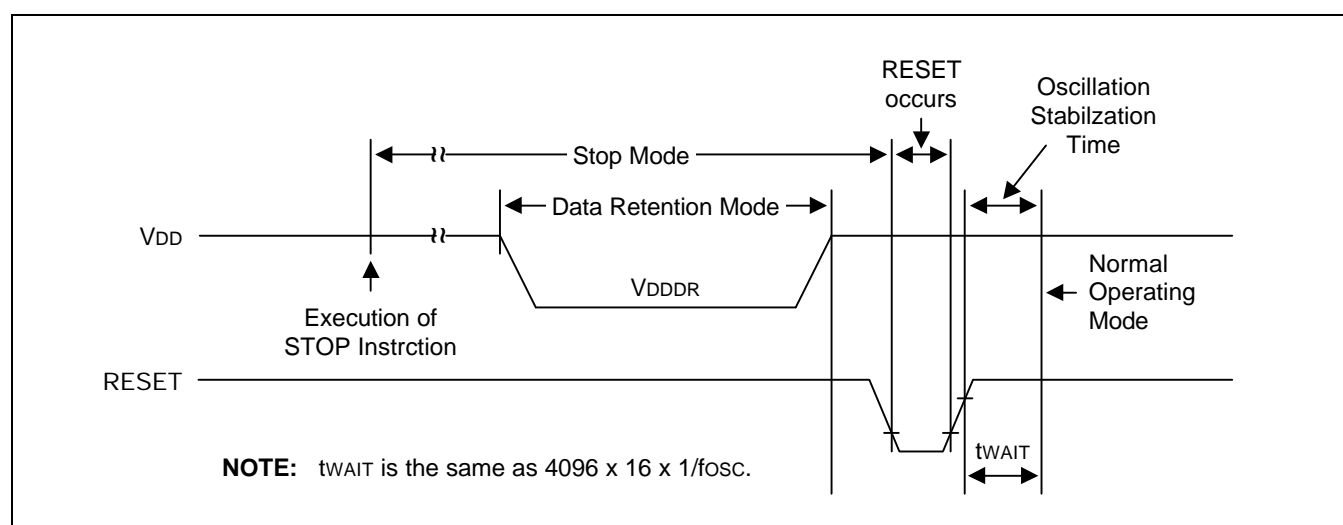 RESET
occurs
Oscillation
Stabilzation
Time
Stop Mode
Data Retention Mode
VDD
VDDDR
Execution of
STOP Instrction
Normal
Operating
Mode
RESET
NOTE: tWAIT is the same as 4096 x 16 x 1/fOSC.
tWAIT